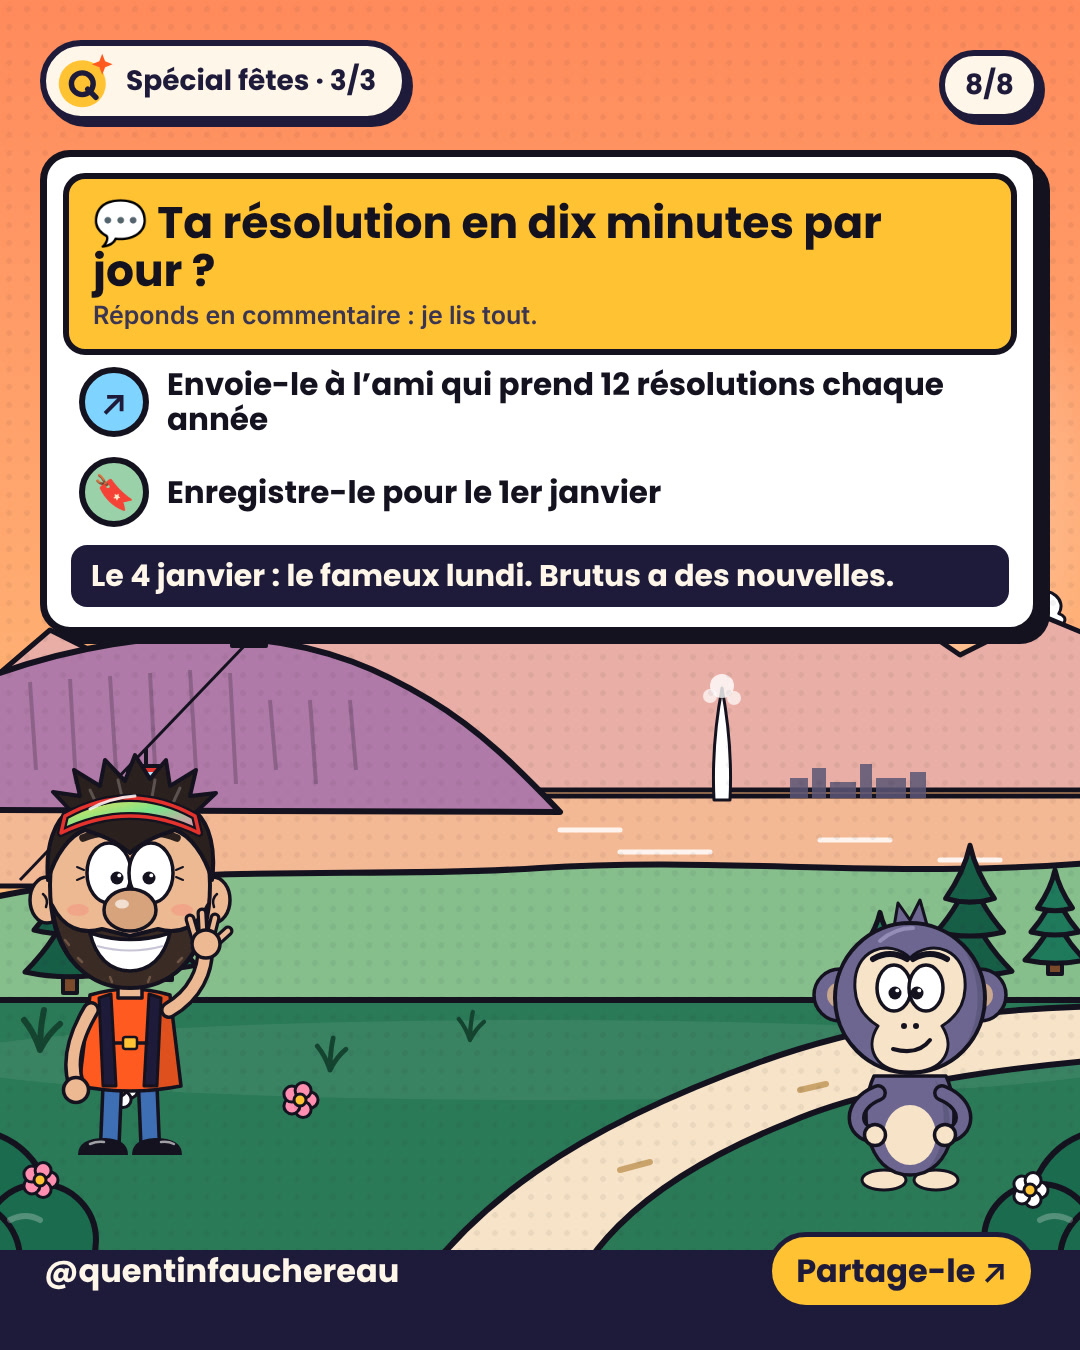 Q
Spécial fêtes · 3/3
8/8
💬 Ta résolution en dix minutes par
jour ?
Réponds en commentaire : je lis tout.
Envoie-le à l’ami qui prend 12 résolutions chaque
année
Enregistre-le pour le 1er janvier
Le 4 janvier : le fameux lundi. Brutus a des nouvelles.
@quentinfauchereau
Partage-le ↗